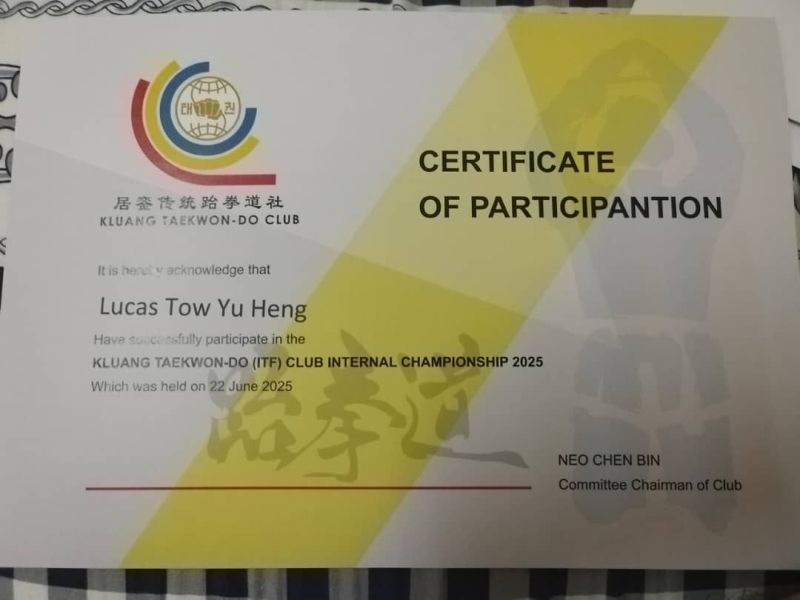 태 권
居銮传統跆拳道社
KLUANG TAEKWON-DO CLUB
CERTIFICATE
OF PARTICIPANTION
It is hereby acknowledge that
Lucas Tow Yu Heng
Have successfully participate in the
KLUANG TAEKWON-DO (ITF) CLUB INTERNAL CHAMPIONSHIP 2025
Which was held on 22 June 2025
跆拳道
NEO CHEN BIN
Committee Chairman of Club